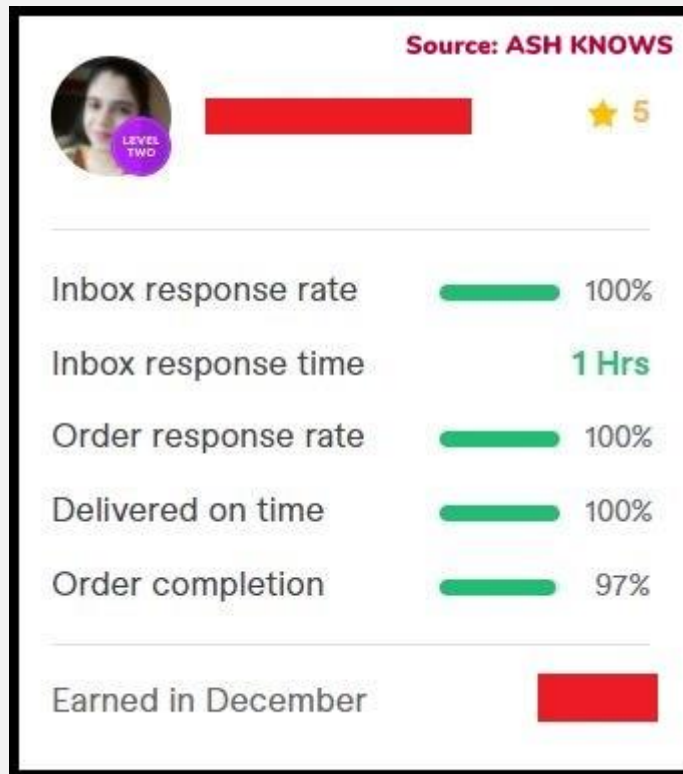 Source: ASH KNOWS
LEVEL
TWO
5
Inbox response rate 100%
Inbox response time 1 Hrs
Order response rate 100%
Delivered on time 100%
Order completion 97%
Earned in December